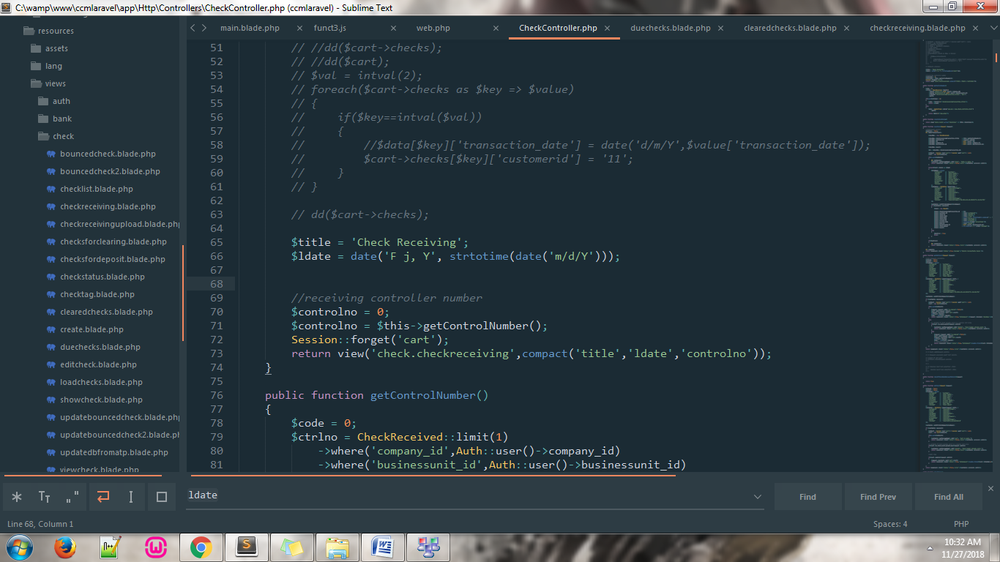 C:\wamp\www\ccmlaravel\app\Http\Controllers\CheckController.php (ccmlaravel) - Sublime Text
resources
assets
lang
views
auth
bank
check
bouncedcheck.blade.php
bouncedcheck2.blade.php
checklist.blade.php
checkreceiving.blade.php
checkreceivingupload.blade.php
checksforclearing.blade.php
checksfordeposit.blade.php
checkstatus.blade.php
checktag.blade.php
clearedchecks.blade.php
create.blade.php
duechecks.blade.php
editcheck.blade.php
loadchecks.blade.php
showcheck.blade.php
updatebouncedcheck.blade.php
updatebouncedcheck2.blade.p
updatedbfromatp.blade.php
viewcheck.blade.php
main.blade.php funct3.js web.php CheckController.php duechecks.blade.php clearedchecks.blade.php checkreceiving.blade.php
51 // //dd($cart->checks);
52 // //dd($cart);
53 // $val = intval(2);
54 // foreach($cart->checks as $key => $value)
55 // {
56 //     if($key==intval($val))
57 //     {
58 //         //$data[$key]['transaction_date'] = date('d/m/Y',$value['transaction_date']);
59 //         $cart->checks[$key]['customerid'] = '11';
60 //     }
61 // }
62
63 // dd($cart->checks);
64
65 $title = 'Check Receiving';
66 $ldate = date('F j, Y', strtotime(date('m/d/Y')));
67
68
69 //receiving controller number
70 $controlno = 0;
71 $controlno = $this->getControlNumber();
72 Session::forget('cart');
73 return view('check.checkreceiving',compact('title','ldate','controlno'));
74 }
75
76 public function getControlNumber()
77 {
78 $code = 0;
79 $ctrlno = CheckReceived::limit(1)
80 ->where('company_id',Auth::user()->company_id)
81 ->where('businessunit_id',Auth::user()->businessunit_id)
ldate
Find Find Prev Find All
Line 68, Column 1 Spaces: 4 PHP
10:32 AM
11/27/2018